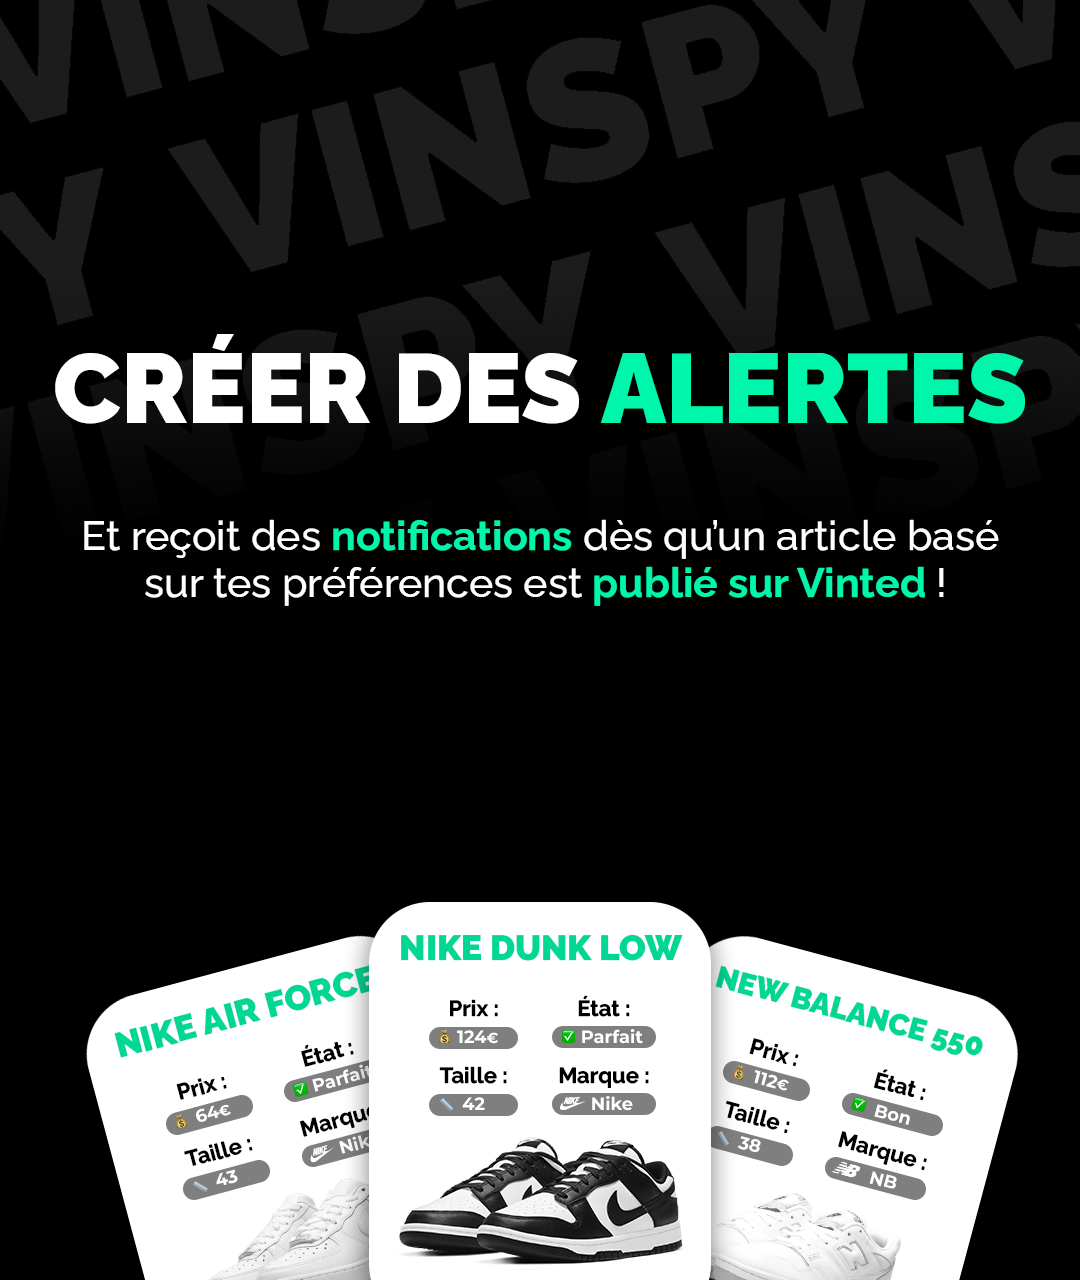 VINSPY
VINSPY
VINSPY
CRÉER DES ALERTES
Et reçoit des notifications dès qu’un article basé
sur tes préférences est publié sur Vinted !
NIKE AIR FORCE
Prix :
64€
État :
Parfait
Taille :
43
Marque
Nik
NIKE DUNK LOW
Prix :
124€
État :
Parfait
Taille :
42
Marque :
NIKE
Nike
NEW BALANCE 550
Prix :
112€
État :
Bon
Taille :
38
Marque :
NB
NB